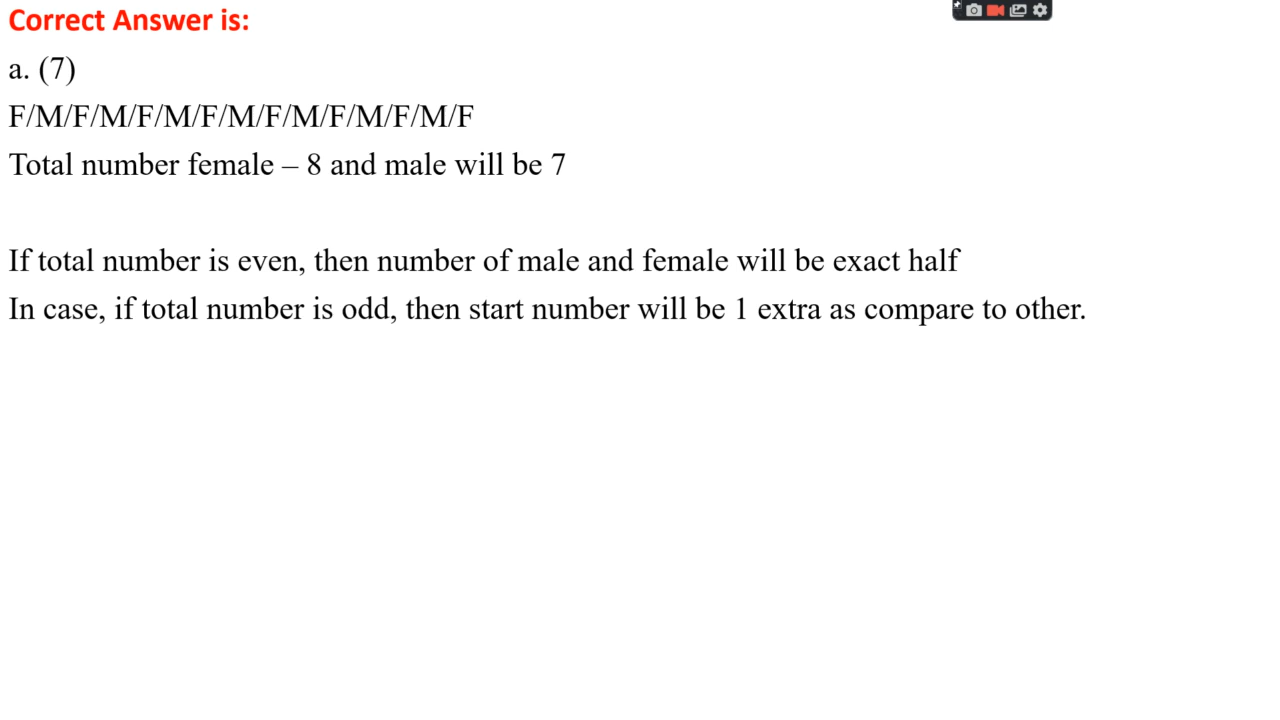 Correct Answer is:
a. (7)
F/M/F/M/F/M/F/M/F/M/F/M/F/M/F
Total number female – 8 and male will be 7
If total number is even, then number of male and female will be exact half
In case, if total number is odd, then start number will be 1 extra as compare to other.